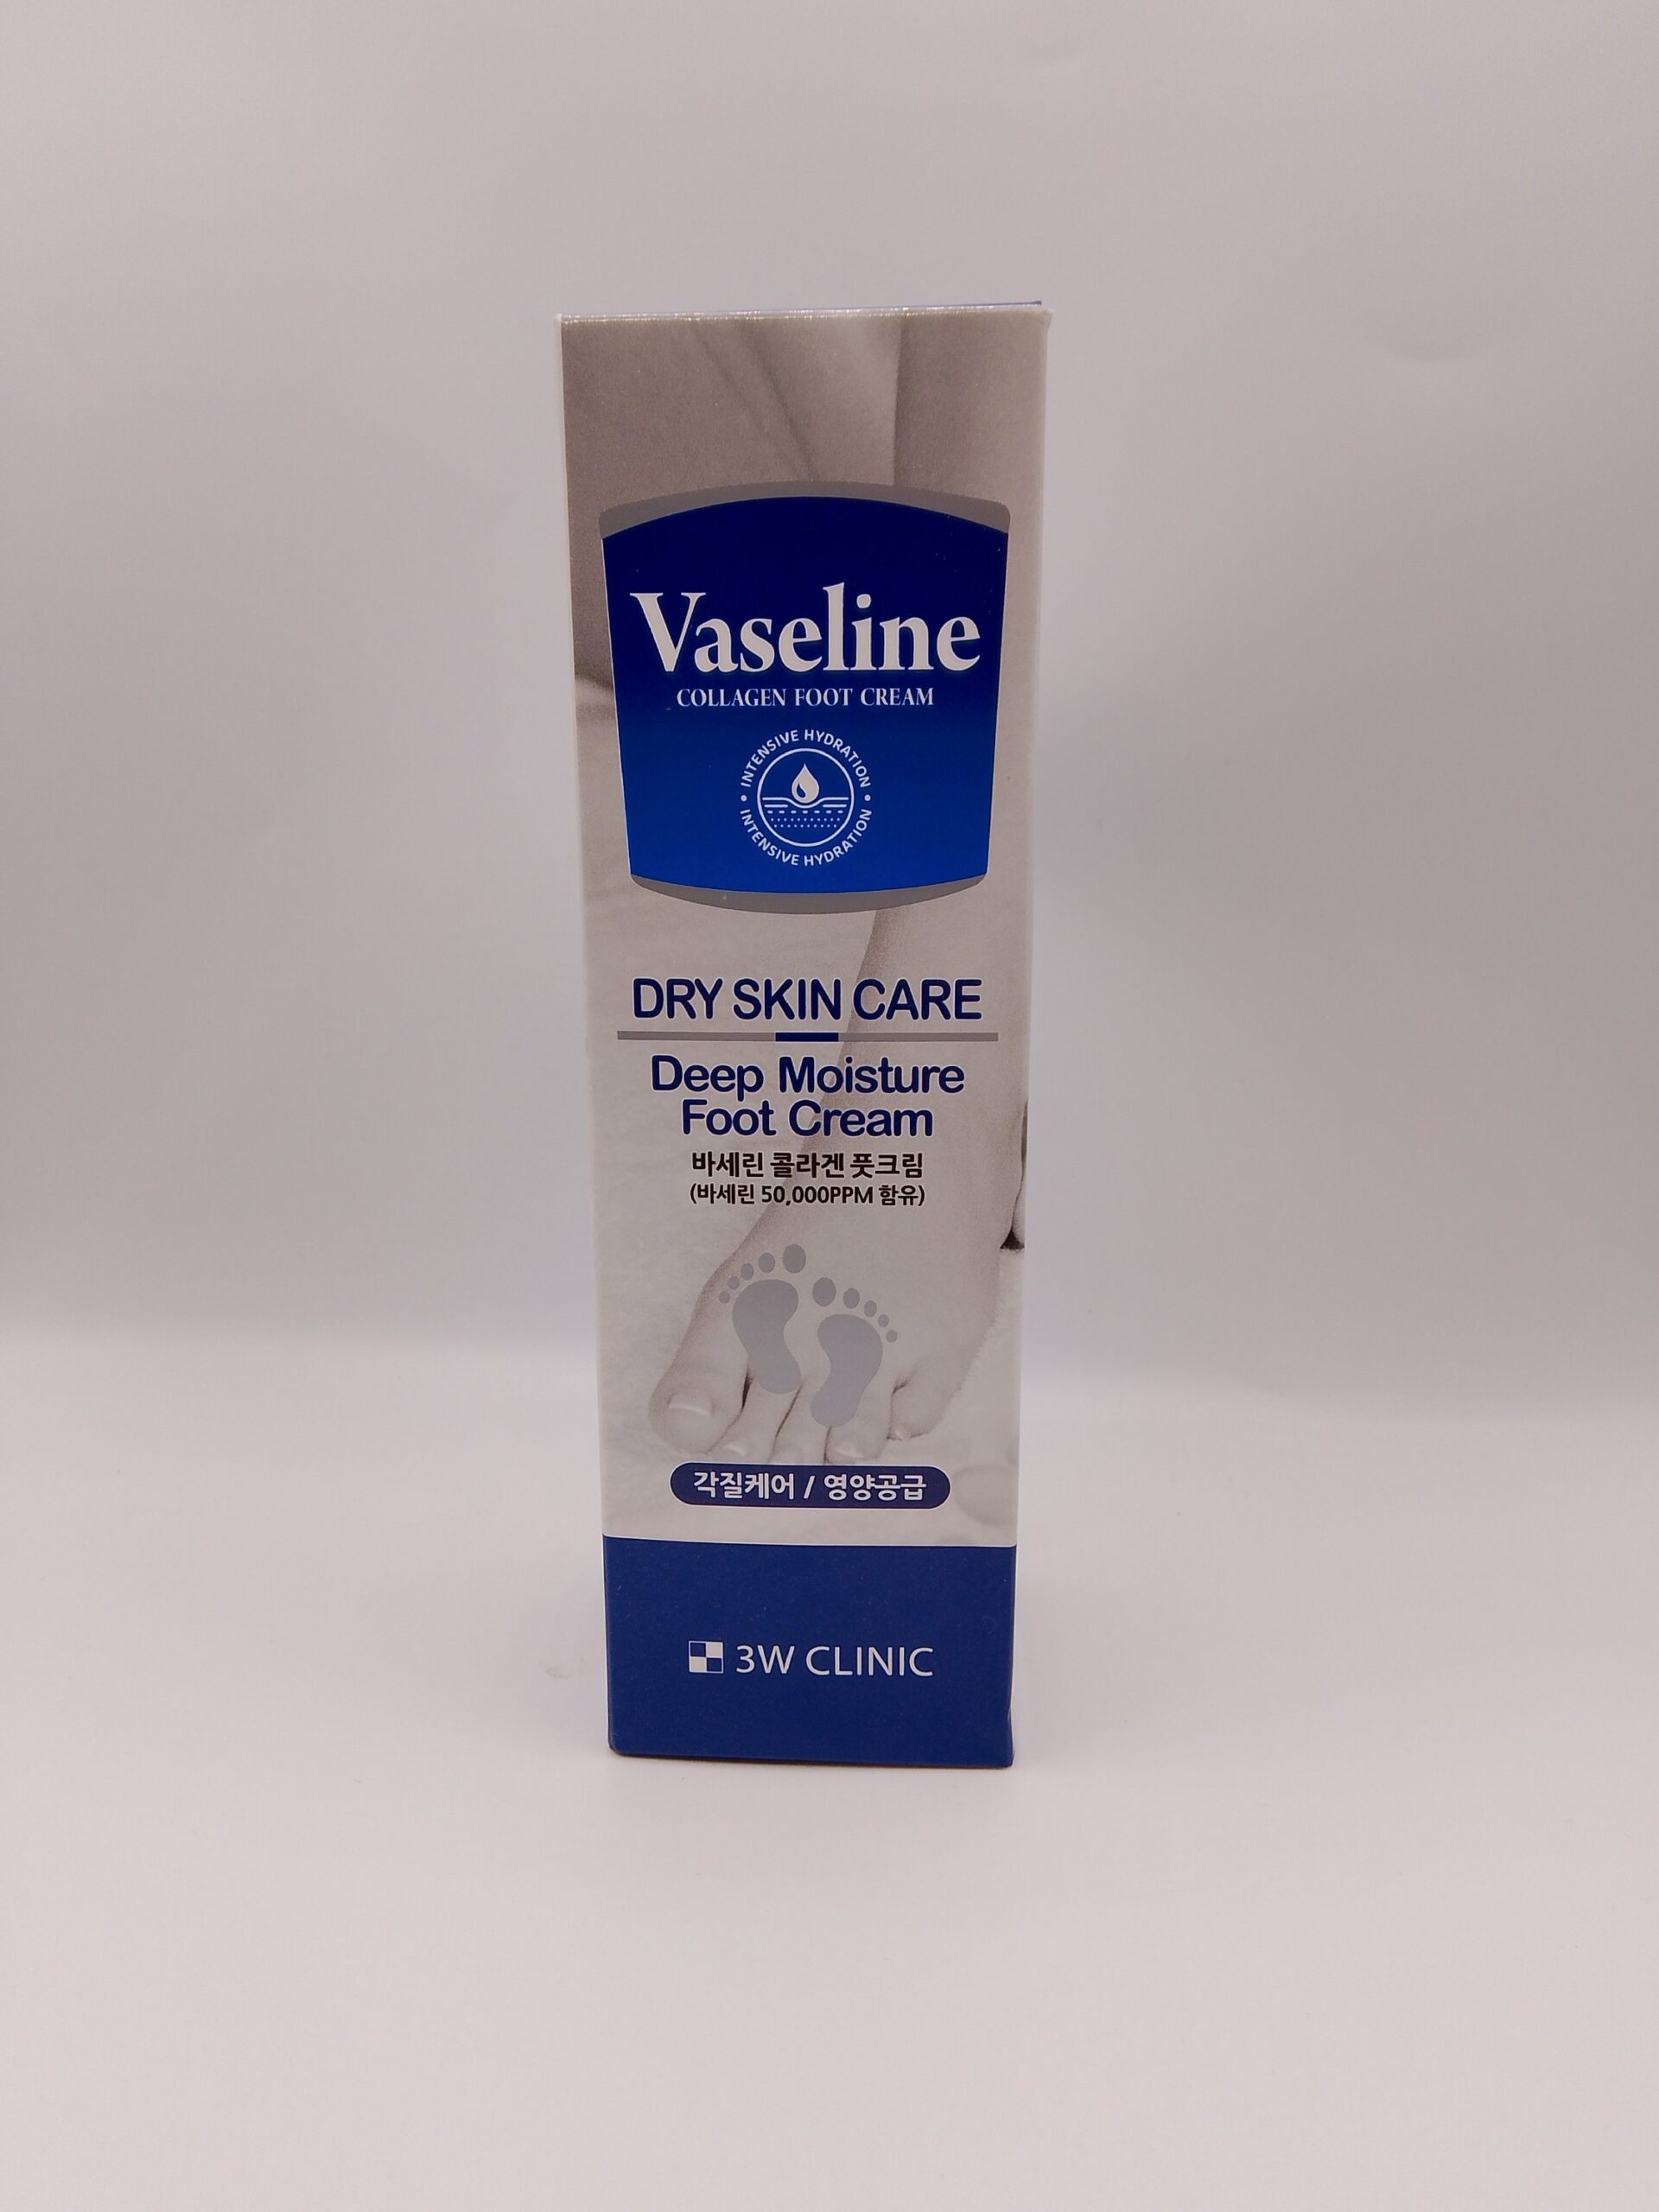 Vaseline
COLLAGEN FOOT CREAM
INTENSIVE HYDRATION
INTENSIVE HYDRATION
DRY SKIN CARE
Deep Moisture
Foot Cream
바세린 콜라겐 풋크림
(바세린 50,000PPM 함유)
각질케어 / 영양공급
3W CLINIC